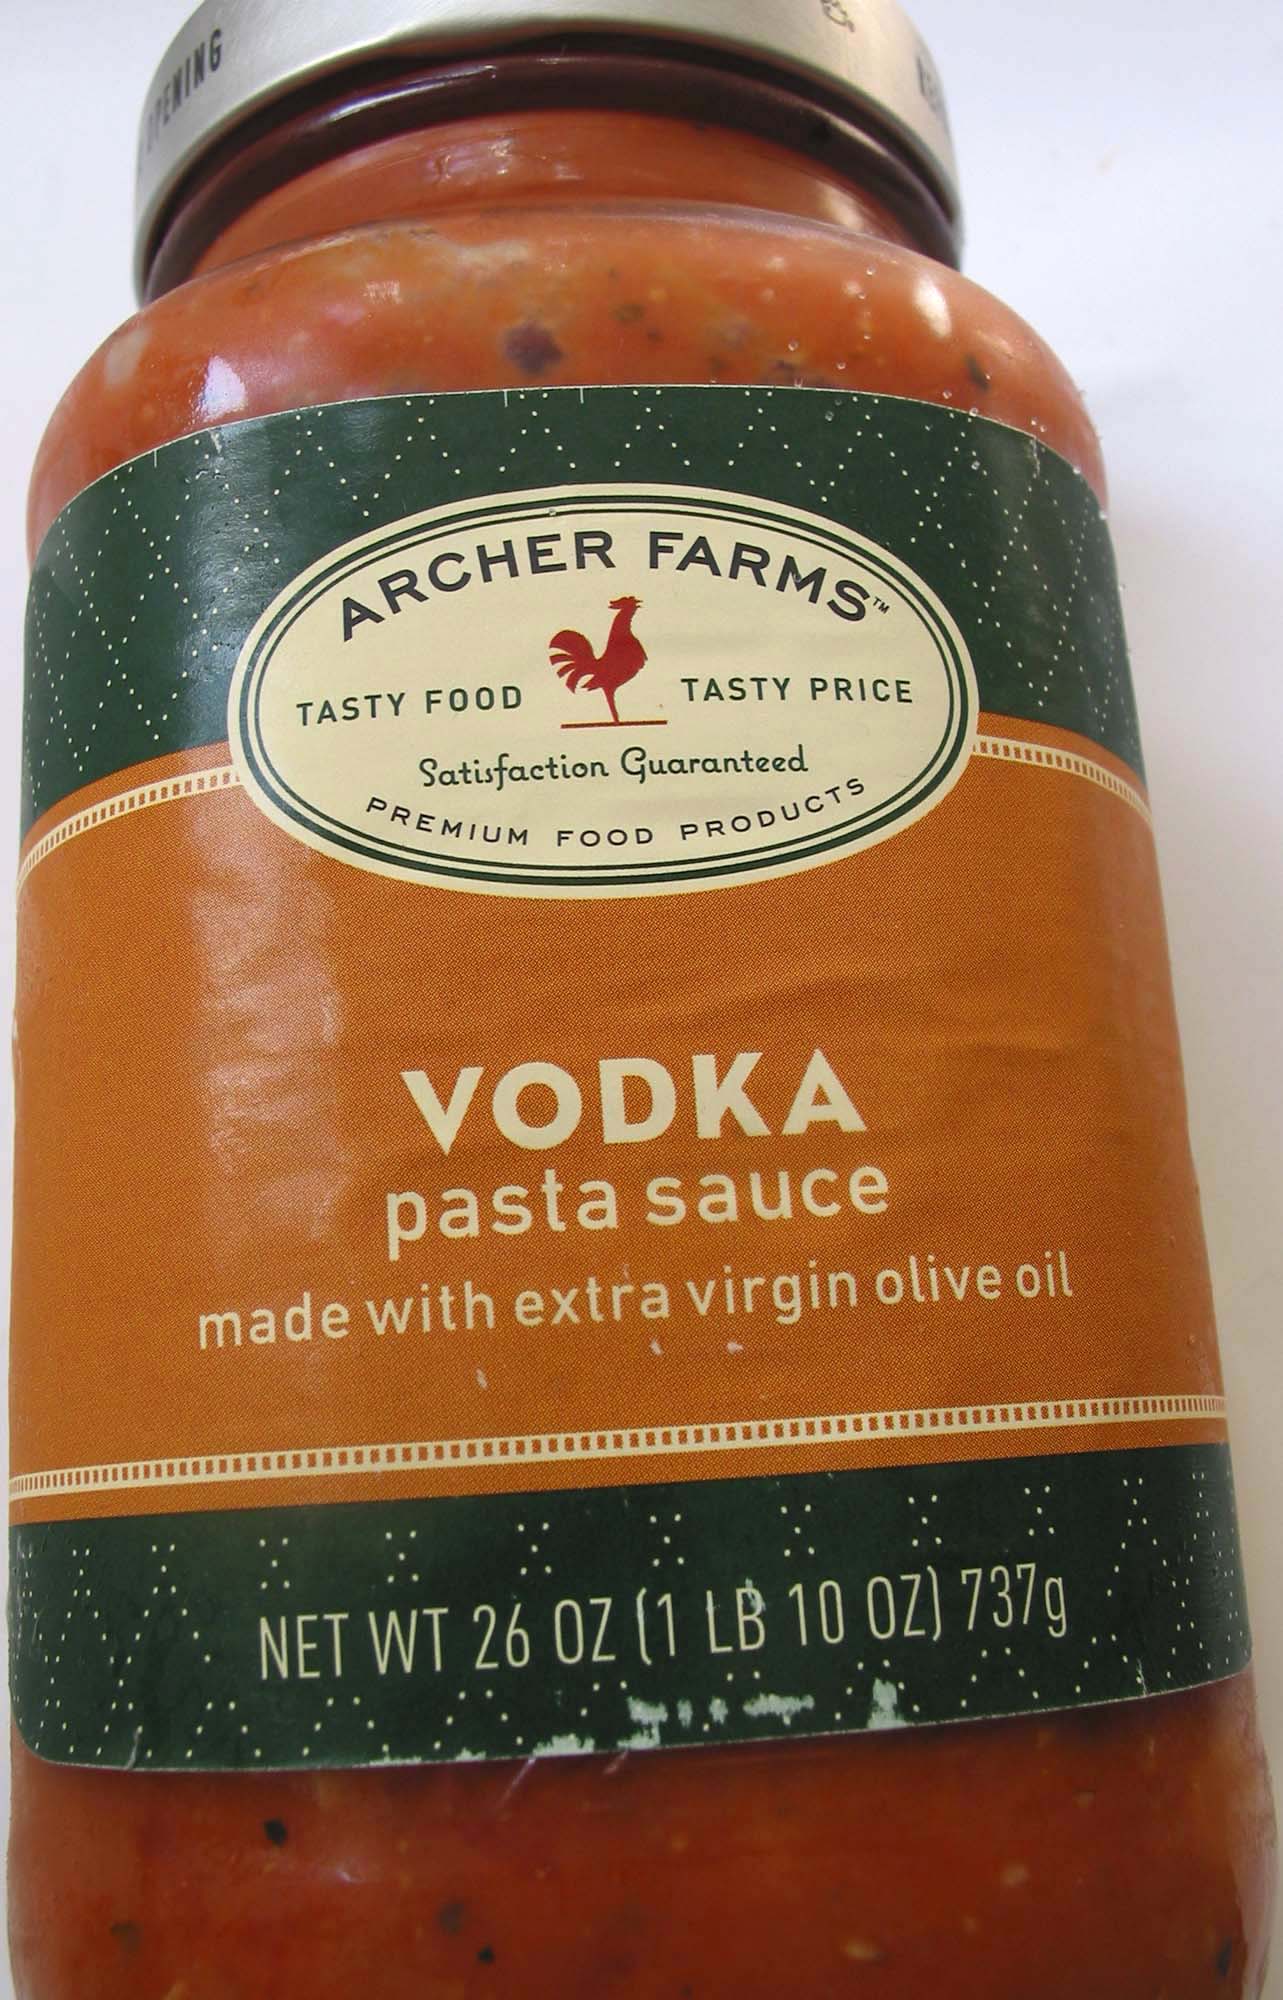 OPENING
ARCHER FARMS™
TASTY FOOD TASTY PRICE
Satisfaction Guaranteed
PREMIUM FOOD PRODUCTS
VODKA
pasta sauce
made with extra virgin olive oil
NET WT 26 OZ (1 LB 10 OZ) 737g